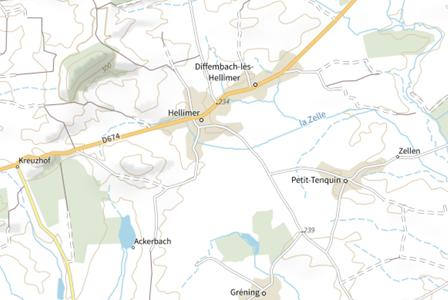 Diffembach-lès-
Hellimer
300
234
Hellimer
la Zelle
D674
Kreuzhof
Zellen
Petit-Tenquin
239
Ackerbach
Gréning